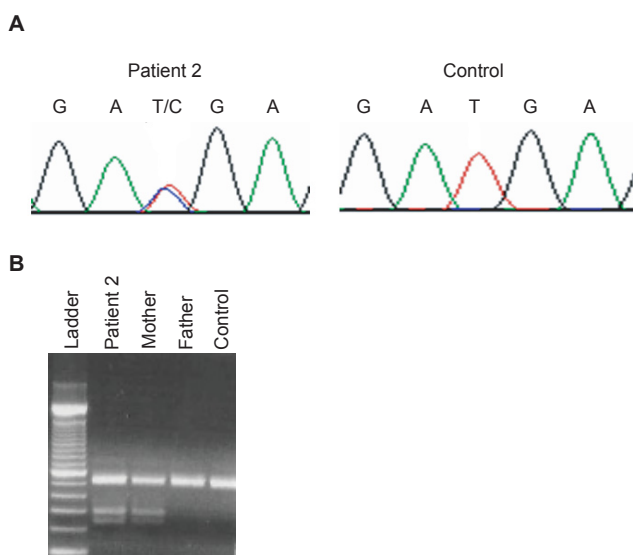 A
Patient 2 Control
G A T/C G A G A T G A
B
Ladder Patient 2 Mother Father Control